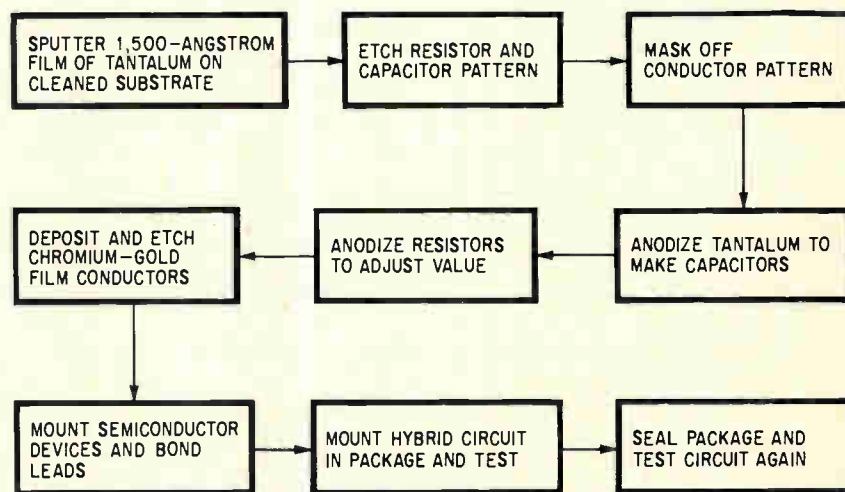 SPUTTER 1,500-ANGSTROM
FILM OF TANTALUM ON
CLEANED SUBSTRATE
ETCH RESISTOR AND
CAPACITOR PATTERN
MASK OFF
CONDUCTOR PATTERN
DEPOSIT AND ETCH
CHROMIUM-GOLD
FILM CONDUCTORS
ANODIZE RESISTORS
TO ADJUST VALUE
ANODIZE TANTALUM TO
MAKE CAPACITORS
MOUNT SEMICONDUCTOR
DEVICES AND BOND
LEADS
MOUNT HYBRID CIRCUIT
IN PACKAGE AND TEST
SEAL PACKAGE AND
TEST CIRCUIT AGAIN